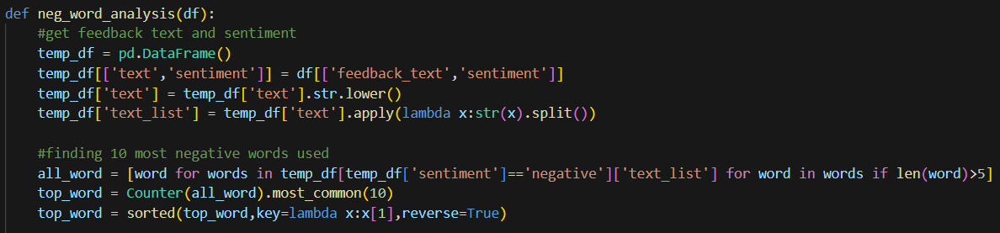 def neg_word_analysis(df):
    #get feedback text and sentiment
    temp_df = pd.DataFrame()
    temp_df[['text','sentiment']] = df[['feedback_text','sentiment']]
    temp_df['text'] = temp_df['text'].str.lower()
    temp_df['text_list'] = temp_df['text'].apply(lambda x:str(x).split())
    #finding 10 most negative words used
    all_word = [word for words in temp_df[temp_df['sentiment']=='negative']['text_list'] for word in words if len(word)>5]
    top_word = Counter(all_word).most_common(10)
    top_word = sorted(top_word,key=lambda x:x[1],reverse=True)